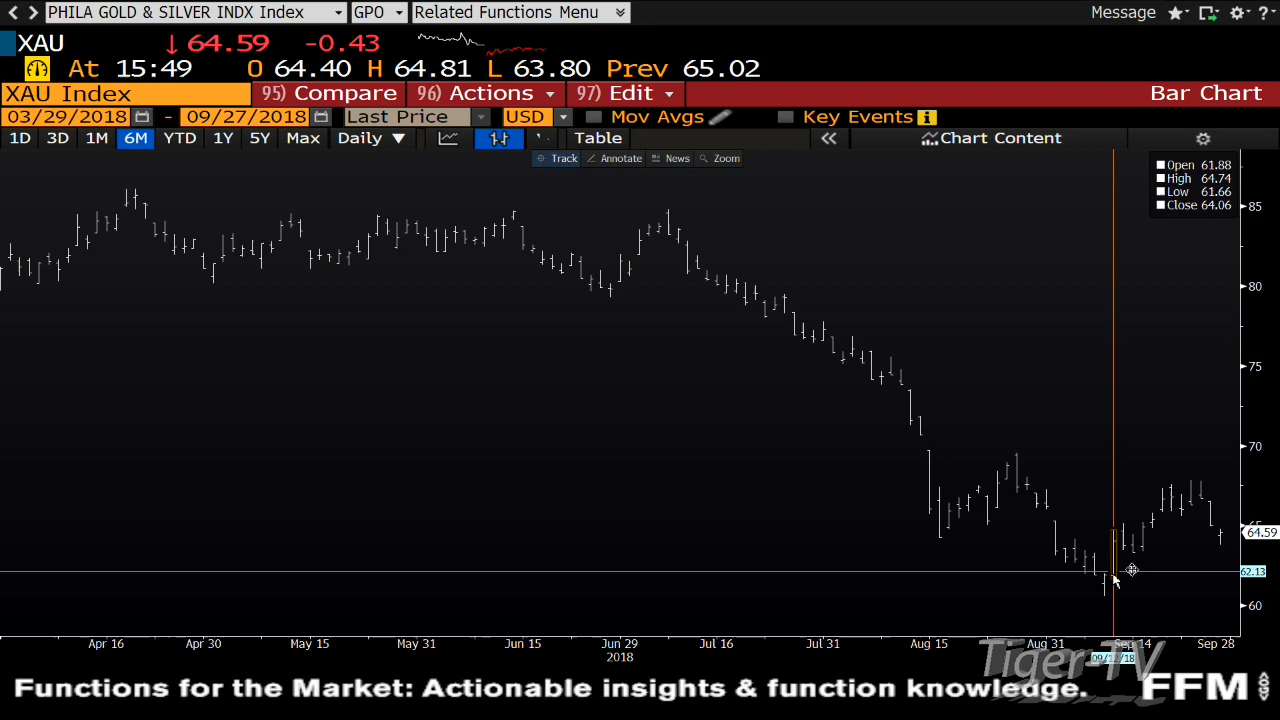 PHILA GOLD & SILVER INDX Index GPO Related Functions Menu Message ?
XAU 64.59 -0.43
At 15:49 O 64.40 H 64.81 L 63.80 Prev 65.02
XAU Index 95) Compare 96) Actions 97) Edit Bar Chart
03/29/2018 - 09/27/2018 Last Price USD Mov Avgs Key Events
1D 3D 1M 6M YTD 1Y 5Y Max Daily Table Chart Content
Track Annotate News Zoom
Open 61.88
High 64.74
Low 61.66
Close 64.06
85
80
75
70
65
64.59
62.13
60
Apr 16 Apr 30 May 15 May 31 Jun 15 Jun 29 Jul 16 Jul 31 Aug 15 Aug 31 Sep 14 Sep 28
2018 09/12/18
Tiger-TV
Functions for the Market: Actionable insights & function knowledge. FFM